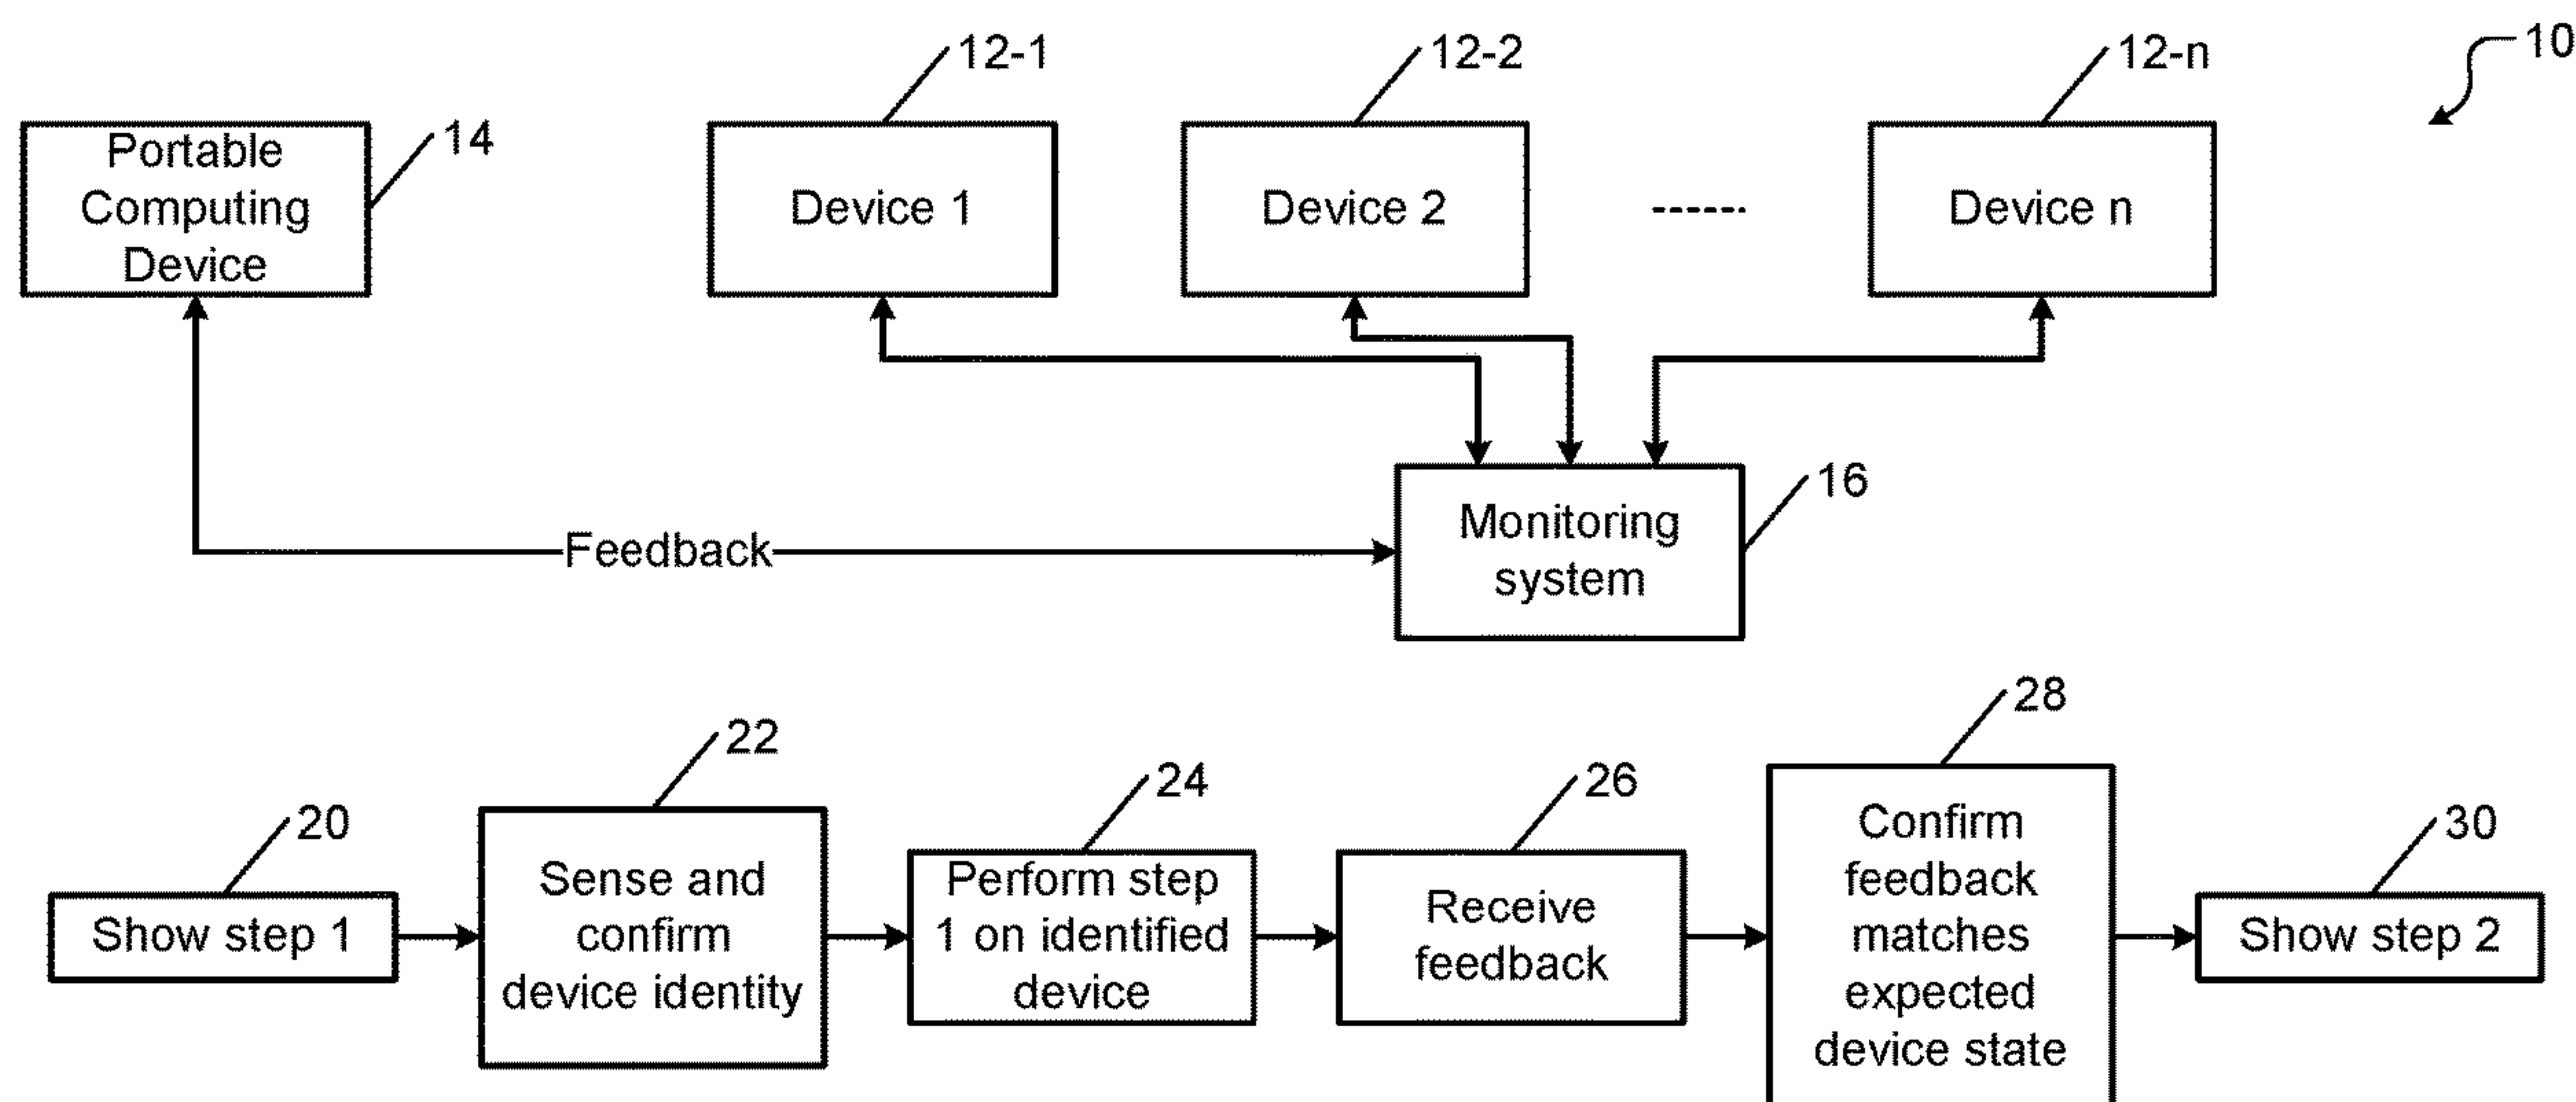 12-1
12-2
12-n
10
Portable
Computing
Device
14
Device 1
Device 2
Device n
Feedback
Monitoring
system
16
20
Show step 1
22
Sense and
confirm
device identity
24
Perform step
1 on identified
device
26
Receive
feedback
28
Confirm
feedback
matches
expected
device state
30
Show step 2